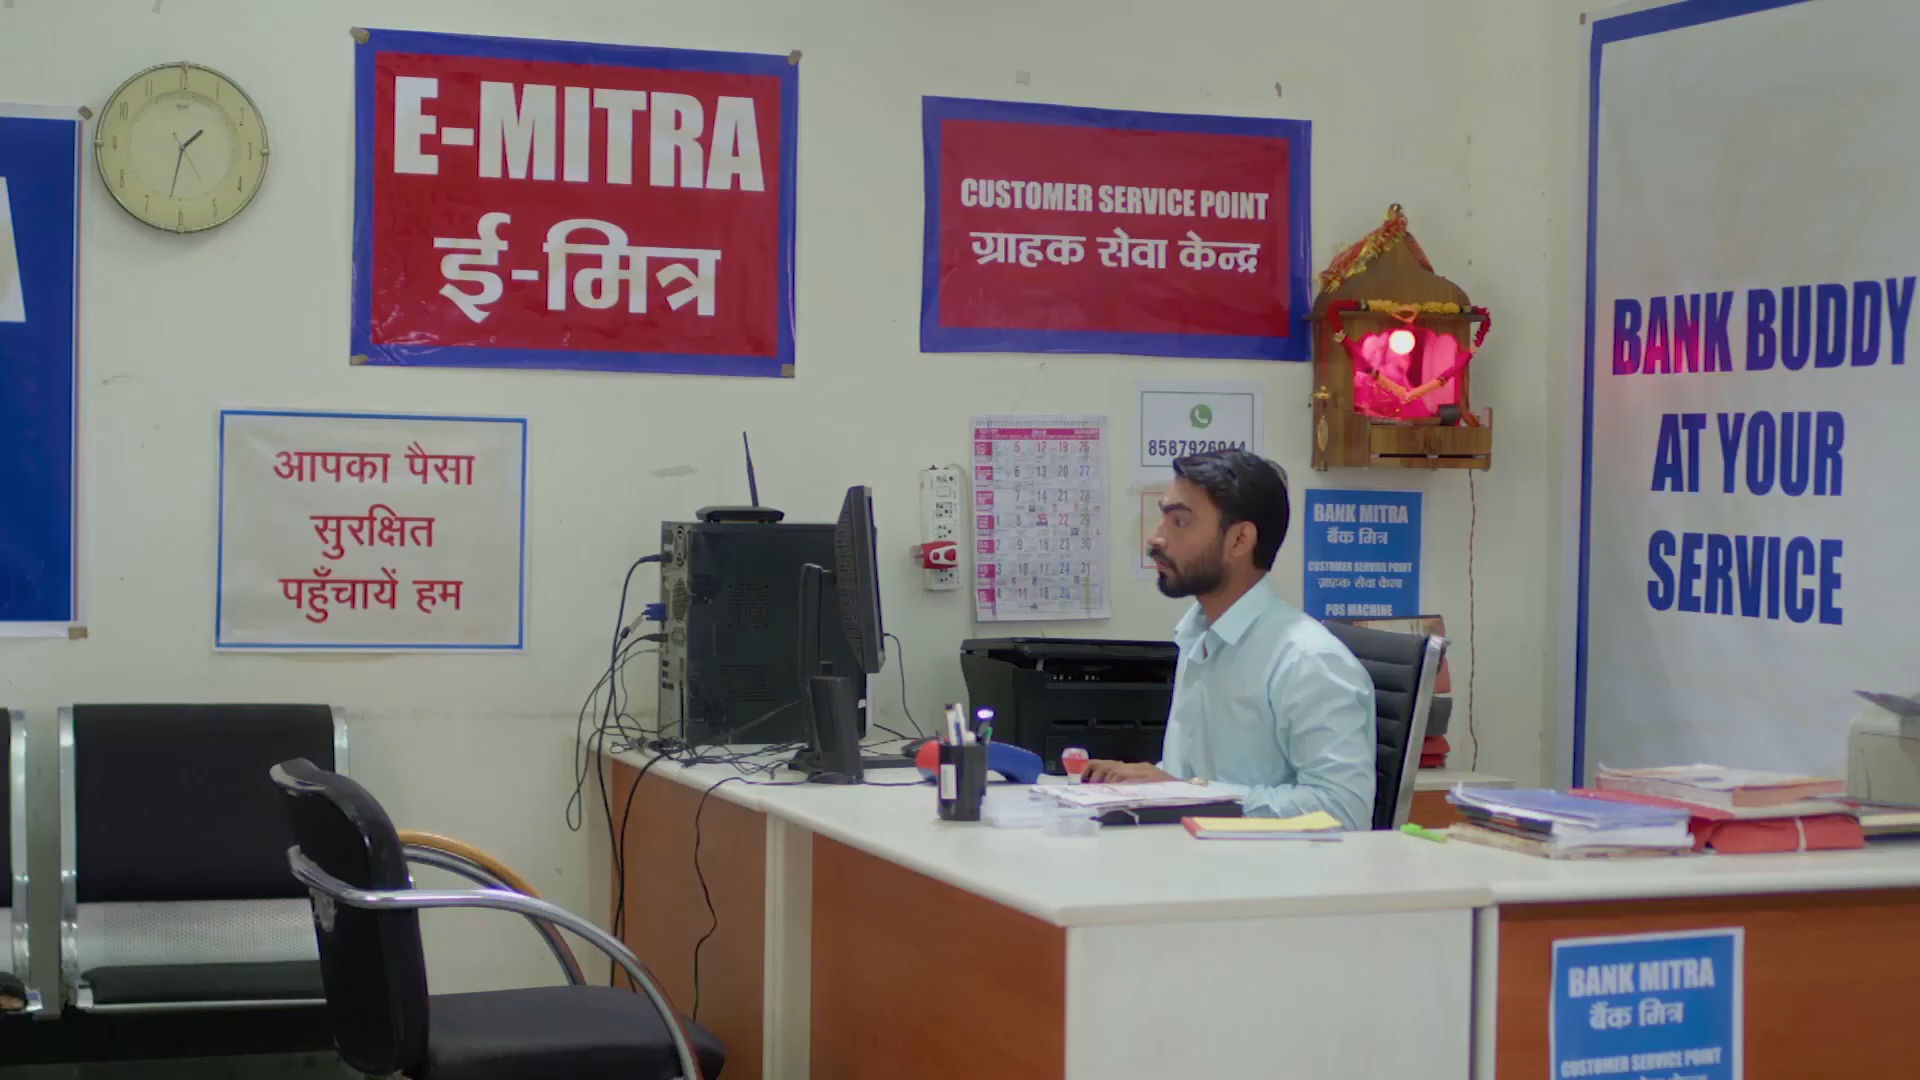 E-MITRA
ई-मित्र
CUSTOMER SERVICE POINT
ग्राहक सेवा केन्द्र
BANK BUDDY
AT YOUR
SERVICE
आपका पैसा
सुरक्षित
पहुँचायें हम
8587926044
BANK MITRA
बैंक मित्र
CUSTOMER SERVICE POINT
ग्राहक सेवा केन्द्र
POS MACHINE
BANK MITRA
बैंक मित्र
CUSTOMER SERVICE POINT